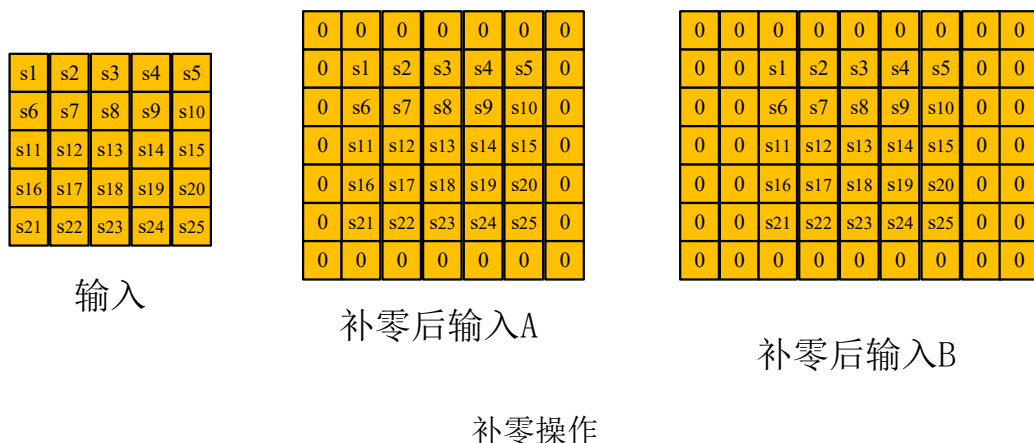 s1 s2 s3 s4 s5
s6 s7 s8 s9 s10
s11 s12 s13 s14 s15
s16 s17 s18 s19 s20
s21 s22 s23 s24 s25
输入
0 0 0 0 0 0 0
0 s1 s2 s3 s4 s5 0
0 s6 s7 s8 s9 s10 0
0 s11 s12 s13 s14 s15 0
0 s16 s17 s18 s19 s20 0
0 s21 s22 s23 s24 s25 0
0 0 0 0 0 0 0
补零后输入A
0 0 0 0 0 0 0 0 0
0 0 s1 s2 s3 s4 s5 0 0
0 0 s6 s7 s8 s9 s10 0 0
0 0 s11 s12 s13 s14 s15 0 0
0 0 s16 s17 s18 s19 s20 0 0
0 0 s21 s22 s23 s24 s25 0 0
0 0 0 0 0 0 0 0 0
补零后输入B
补零操作